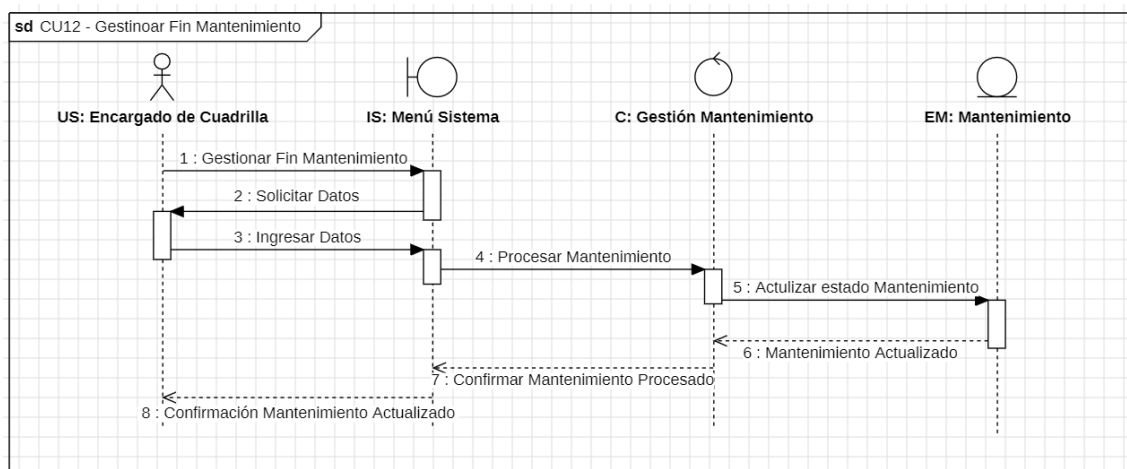 sd CU12 - Gestinoar Fin Mantenimiento
US: Encargado de Cuadrilla
IS: Menú Sistema
C: Gestión Mantenimiento
EM: Mantenimiento
1 : Gestionar Fin Mantenimiento
2 : Solicitar Datos
3 : Ingresar Datos
4 : Procesar Mantenimiento
5 : Actulizar estado Mantenimiento
6 : Mantenimiento Actualizado
7 : Confirmar Mantenimiento Procesado
8 : Confirmación Mantenimiento Actualizado